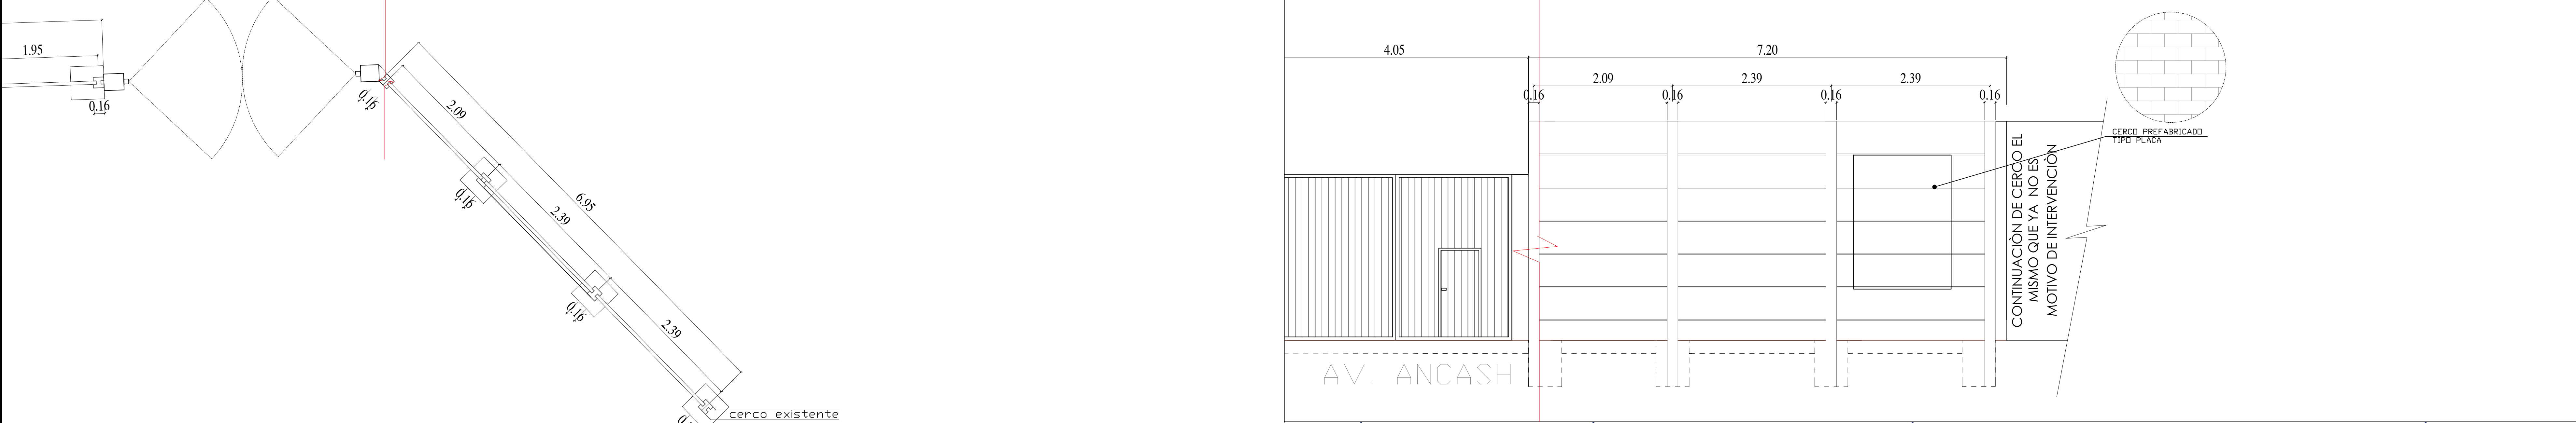 1.95
0.16
0.16
2.09
6.95
0.16
2.39
0.16
2.39
cerco existente
4.05
7.20
2.09
2.39
2.39
0.16
0.16
0.16
0.16
CERCO PREFABRICADO
TIPO PLACA
CONTINUACIÒN DE CERCO EL
MISMO QUE YA NO ES
MOTIVO DE INTERVENCIÒN
AV. ANCASH